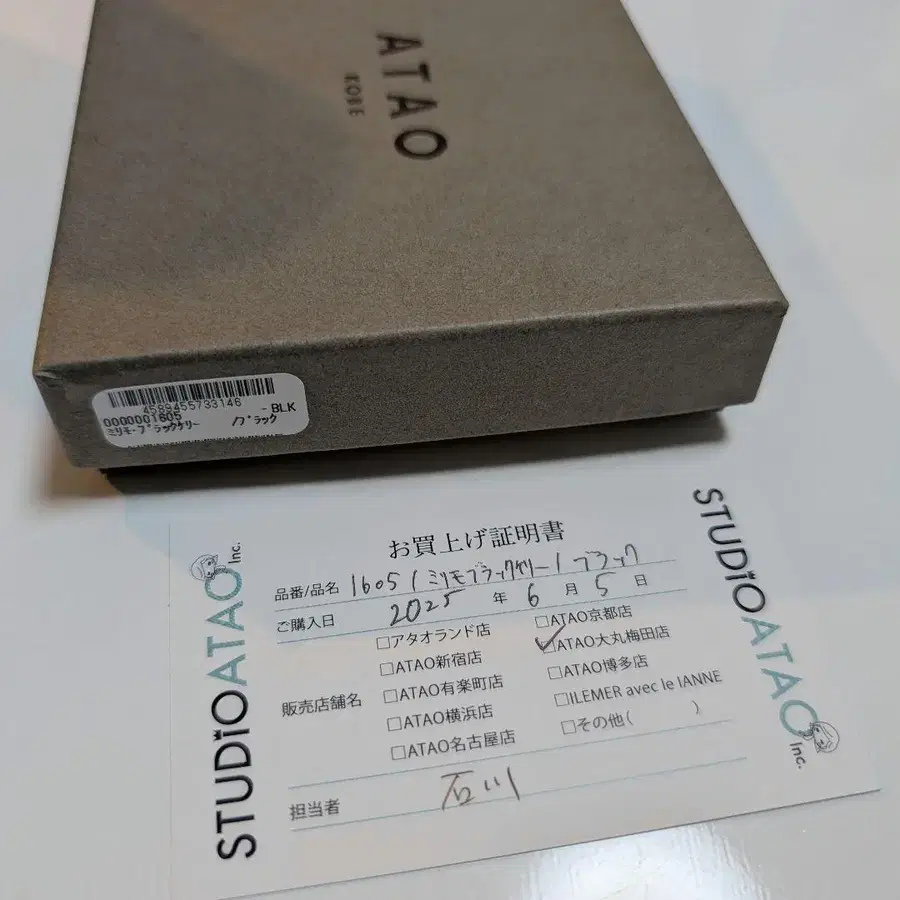 ATAO
KOBE
4589455733146
0000001605 -BLK
ミリモ・ブラックケリー /ブラック
お買上げ証明書
品番/品名 1605/ミリモブラックケリー/ブラック
ご購入日 2025 年 6 月 5 日
販売店舗名
□アタオランド店
□ATAO新宿店
□ATAO有楽町店
□ATAO横浜店
□ATAO名古屋店
□ATAO京都店
☑ATAO大丸梅田店
□ATAO博多店
□ILEMER avec le IANNE
□その他( )
担当者 石川
STUDiOATAO Inc.
STUDiOATAO Inc.